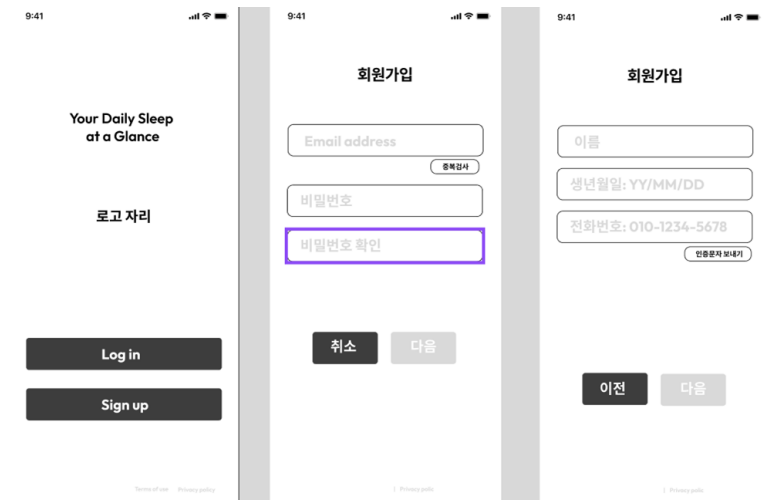 9:41
Your Daily Sleep
at a Glance
로고 자리
Log in
Sign up
Terms of use Privacy policy
9:41
회원가입
Email address
중복검사
비밀번호
비밀번호 확인
취소 다음
| Privacy polic
9:41
회원가입
이름
생년월일: YY/MM/DD
전화번호: 010-1234-5678
인증문자 보내기
이전 다음
| Privacy polic